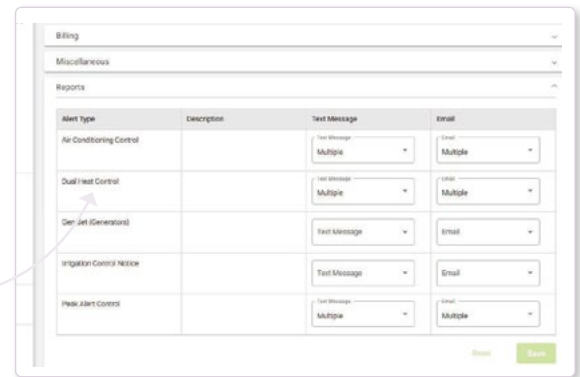 Billing
Miscellaneous
Reports
Alert Type Description Text Message Email
Air Conditioning Control Text Message Multiple Email Multiple
Dual Heat Control Text Message Multiple Email Multiple
GenSet (Generators) Text Message Email
Irrigation Control Notice Text Message Email
Peak Alert Control Text Message Multiple Email Multiple
Reset Save